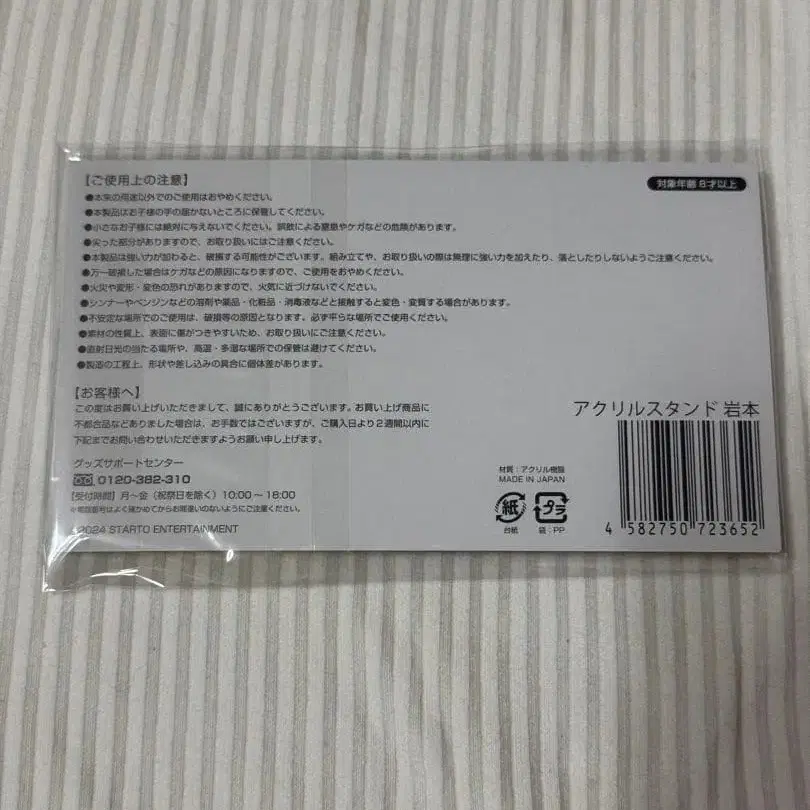 【ご使用上の注意】
対象年齢 8才以上
●本来の用途以外でのご使用はおやめください。
●本製品はお子様の手の届かないところに保管してください。
●小さなお子様には絶対に与えないでください。誤飲による窒息やケガなどの危険があります。
●尖った部分がありますので、お取り扱いにはご注意ください。
●本製品は強い力が加わると、破損する可能性がございます。組み立てや、お取り扱いの際は無理に強い力を加えたり、落としたりしないようご注意ください。
●万一破損した場合はケガなどの原因になりますので、ご使用をおやめください。
●火災や変形・変色の恐れがありますので、火気に近づけないでください。
●シンナーやベンジンなどの溶剤や薬品・化粧品・消毒液などと接触すると変色・変質する場合があります。
●不安定な場所でのご使用は、破損等の原因となります。必ず平らな場所でご使用ください。
●素材の性質上、表面に傷がつきやすいため、お取り扱いにご注意ください。
●直射日光の当たる場所や、高温・多湿な場所での保管は避けてください。
●製造の工程上、形状や差し込みの具合に個体差があります。
【お客様へ】
この度はお買い上げいただきまして、誠にありがとうございます。お買い上げ商品に
不都合品などありました場合は、お手数ではございますが、ご購入日より2週間以内に
下記までお問い合わせいただきますようお願い申し上げます。
グッズサポートセンター
0120-382-310
【受付時間】月〜金（祝祭日を除く）10:00〜18:00
※電話番号はよく確かめてからお間違いのないようにご注意ください。
©2024 STARTO ENTERTAINMENT
アクリルスタンド 岩本
材質：アクリル樹脂
MADE IN JAPAN
紙
台紙
プラ
袋：PP
4 582750 723652